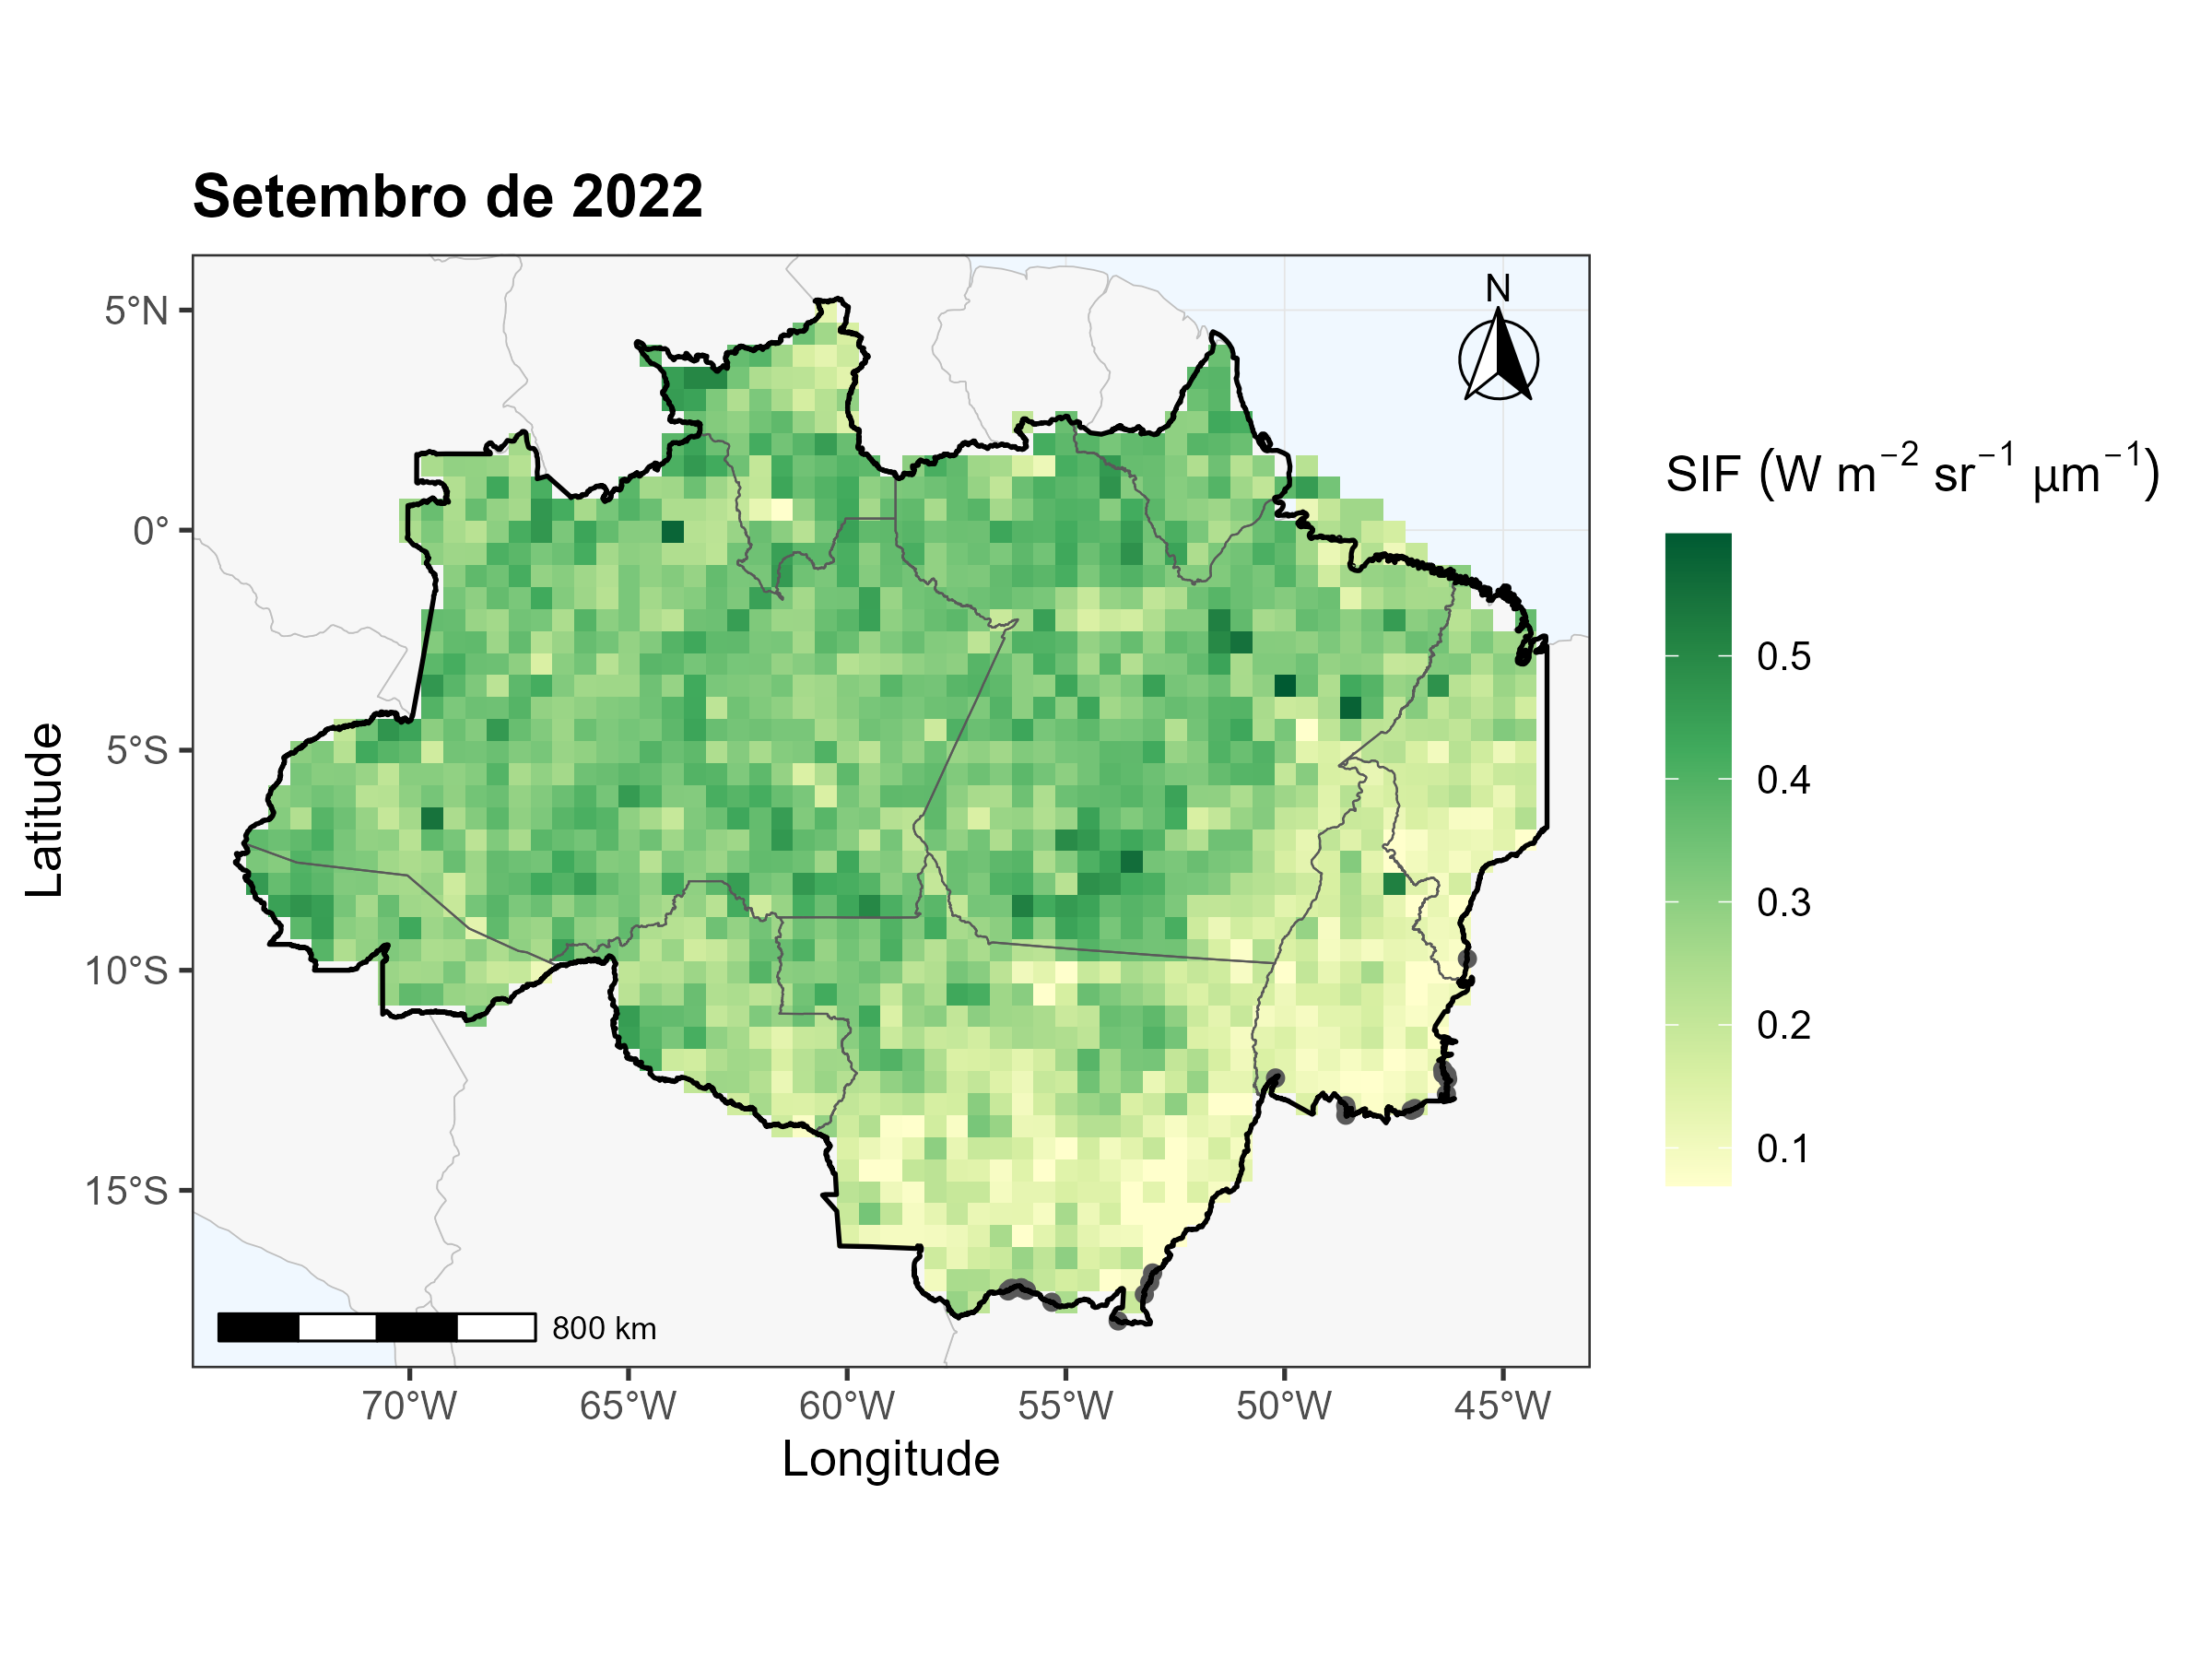 Setembro de 2022
N
5°N
0°
5°S
10°S
15°S
Latitude
800 km
70°W 65°W 60°W 55°W 50°W 45°W
Longitude
SIF (W m⁻² sr⁻¹ μm⁻¹)
0.5
0.4
0.3
0.2
0.1